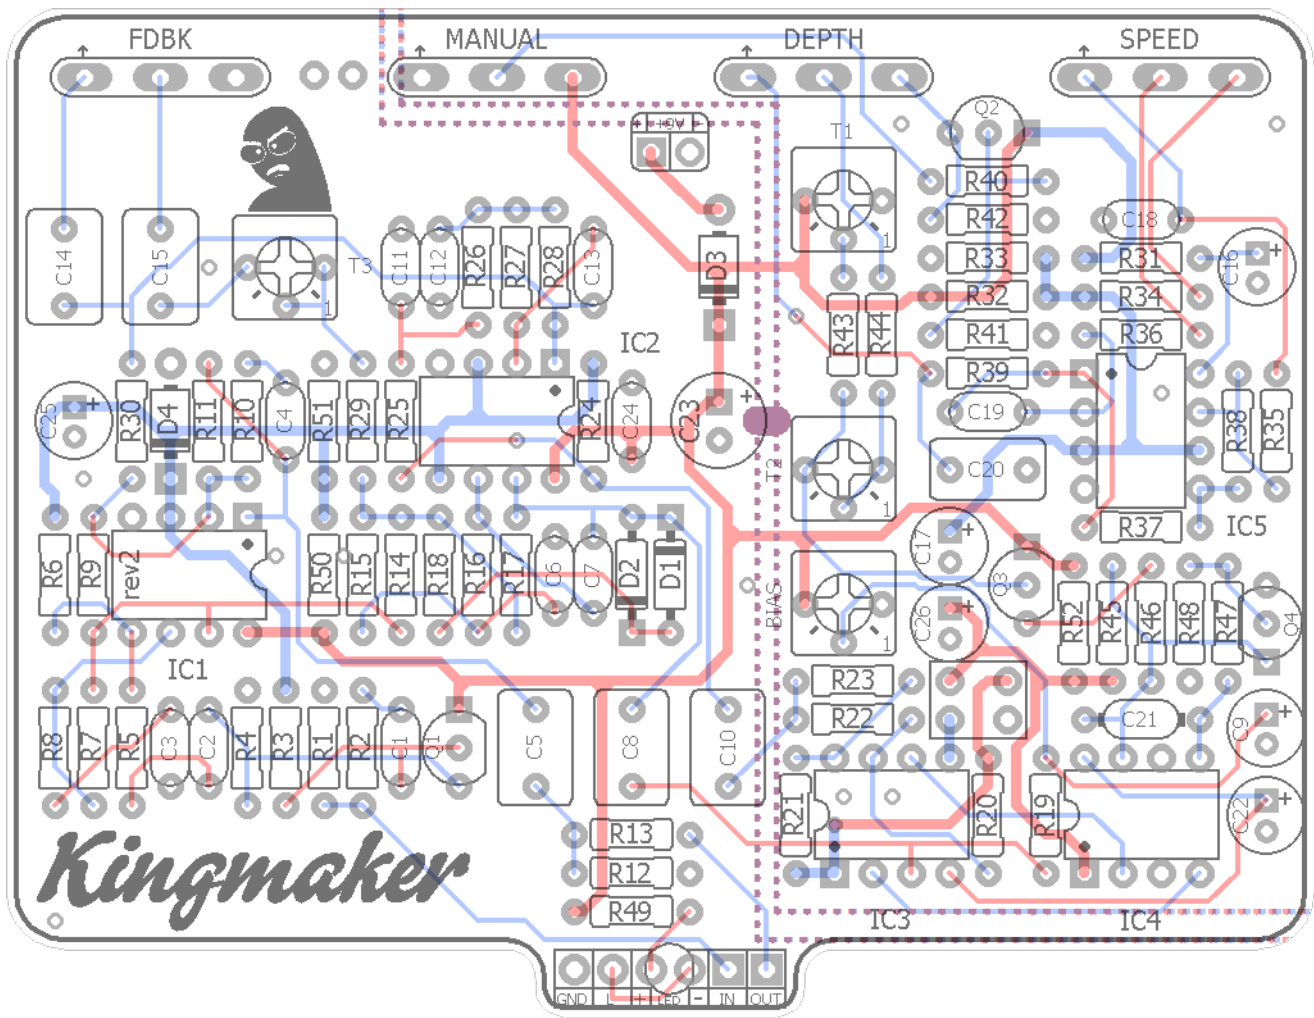 FDBK MANUAL DEPTH SPEED
+ +9V -
T1 Q2
R40
R42 C18
R33 R31
C14 C15 T3 1 C11 C12 R26 R27 R28 C13 D3 1 C16 +
R32 R34
R43 R44 R41 R36
IC2
R39
C25 + R30 D4 R11 R10 C4 R51 R29 R25 R24 C24 C23 + C19 R38 R35
T2 1 C20
R37 IC5
C17 +
R6 R9 rev2 R50 R15 R14 R18 R16 R17 C6 C7 D2 D1 BIAS 1 C26 + Q3 R52 R45 R46 R48 R47 Q4
IC1
R23
R8 R7 R5 C3 C2 R4 R3 R1 R2 C1 Q1 C5 C8 C10 R22 C21 C9 +
R21 R20 R19 C22 +
R13
Kingmaker R12
R49 IC3 IC4
GND L + LED - IN OUT